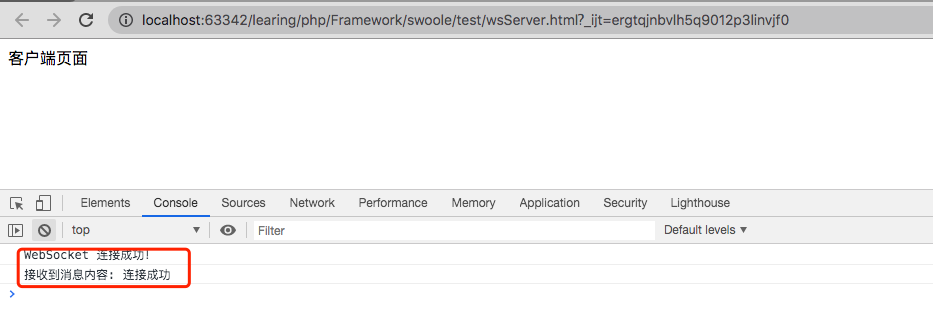 localhost:63342/learing/php/Framework/swoole/test/wsServer.html?_ijt=ergtqjnbvlh5q9012p3linvjf0
客户端页面
Elements Console Sources Network Performance Memory Application Security Lighthouse
top Filter Default levels
WebSocket 连接成功!
接收到消息内容: 连接成功